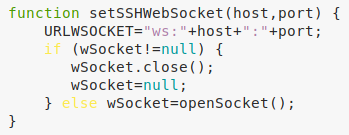 function setSSHWebSocket(host,port) {
    URLWSOCKET="ws:"+host+":"+port;
    if (wSocket!=null) {
       wSocket.close();
       wSocket=null;
    } else wSocket=openSocket();
}